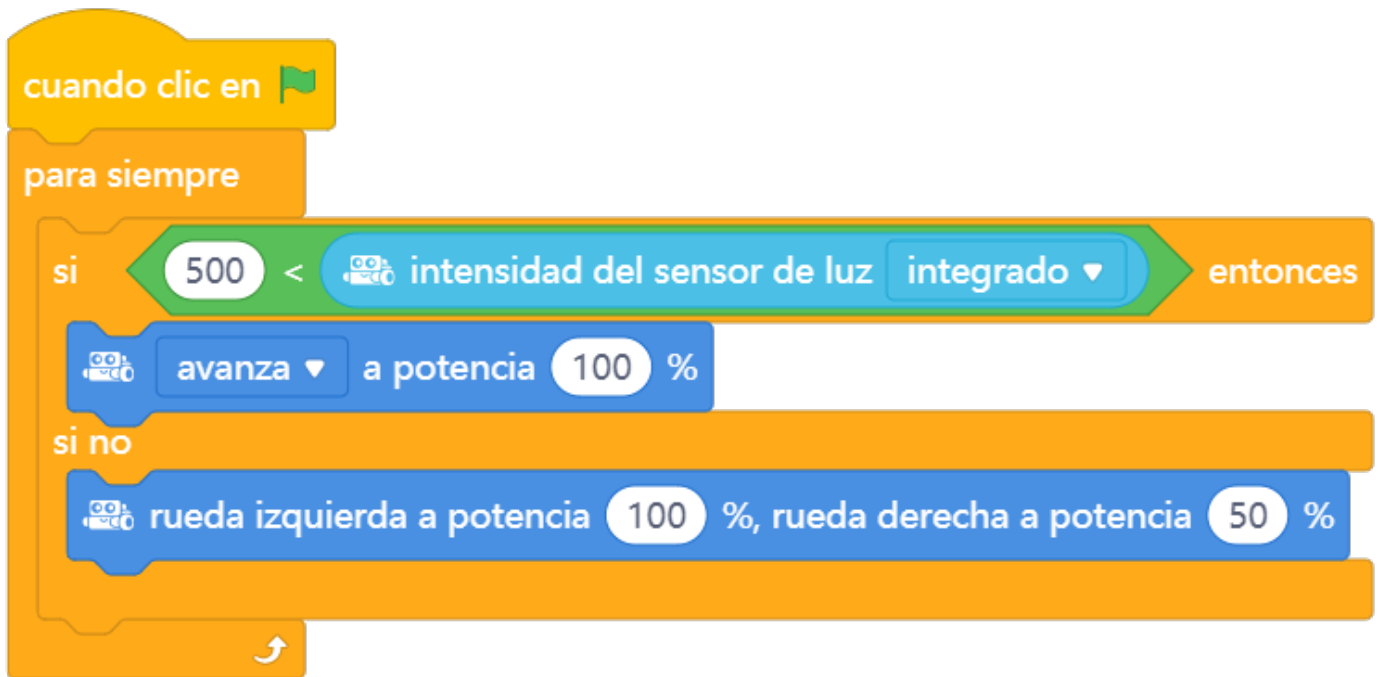 cuando clic en
para siempre
si 500 < intensidad del sensor de luz integrado entonces
avanza a potencia 100 %
si no
rueda izquierda a potencia 100 %, rueda derecha a potencia 50 %